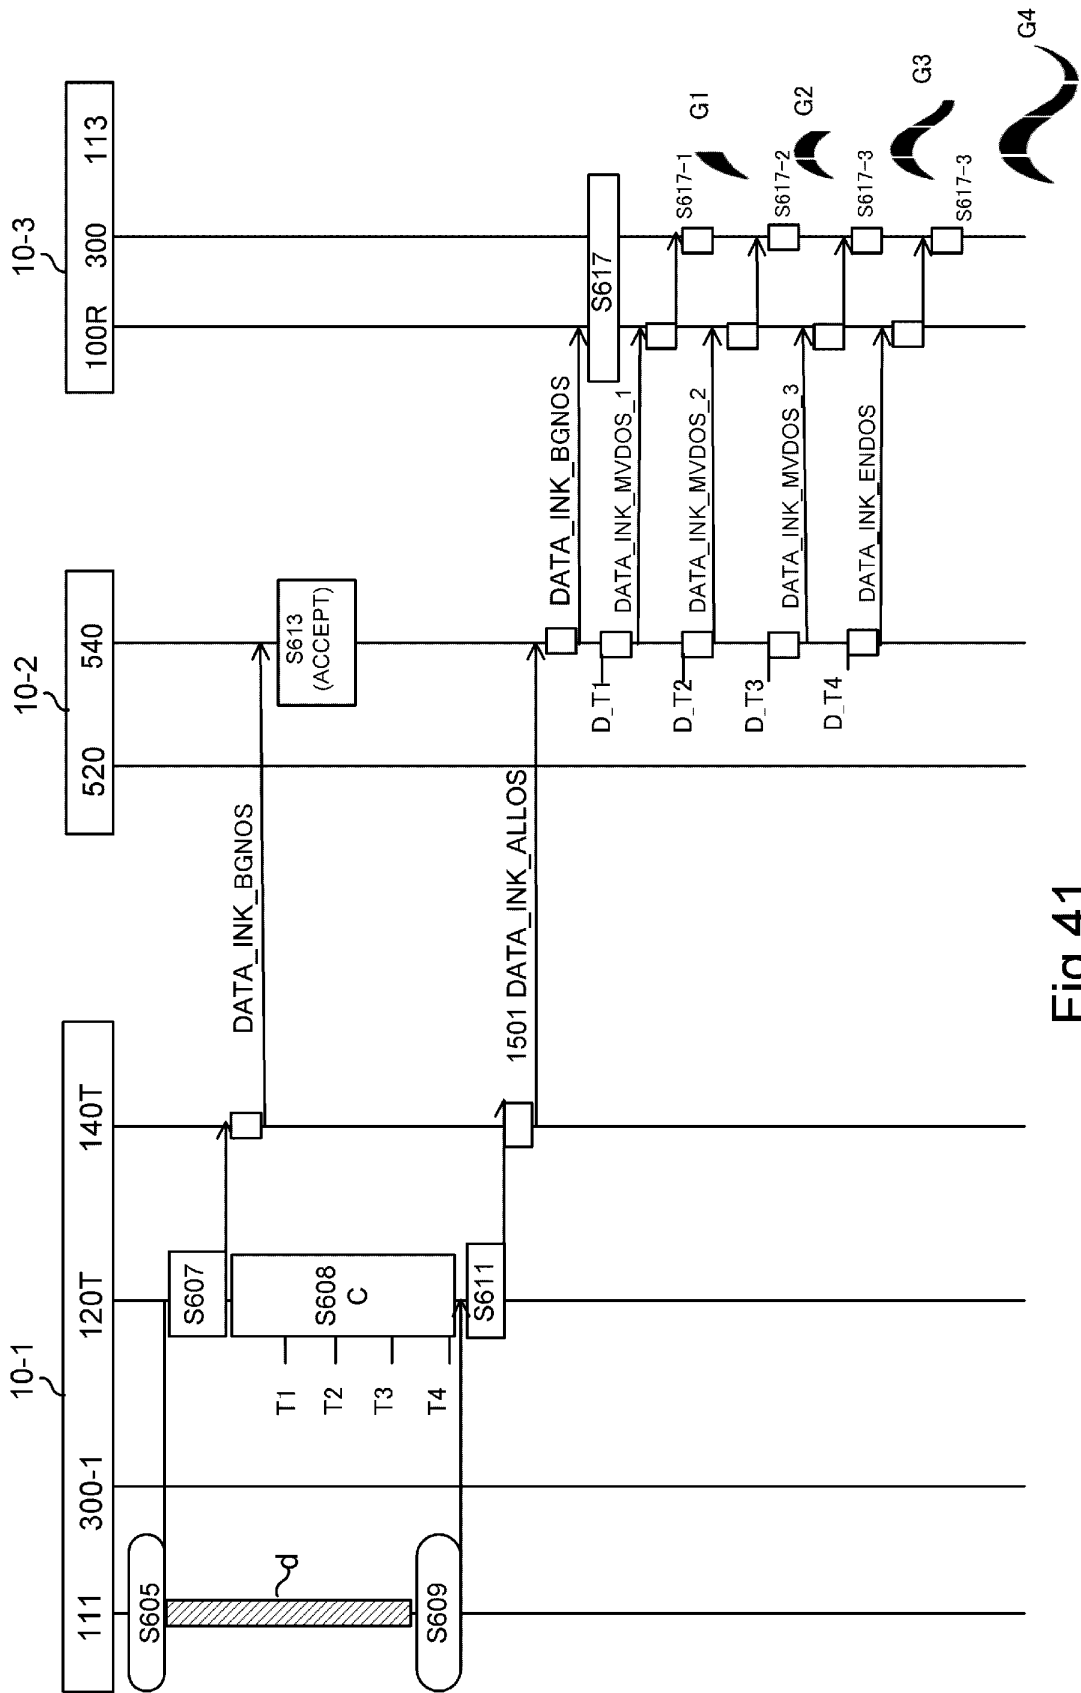 10-1
10-2
10-3
111
300-1
120T
140T
520
540
100R
300
113
S605
S607
DATA_INK_BGNOS
d
S608
C
T1
T2
T3
T4
S613
(ACCEPT)
S609
S611
1501 DATA_INK_ALLOS
DATA_INK_BGNOS
S617
D_T1
DATA_INK_MVDOS_1
S617-1
G1
D_T2
DATA_INK_MVDOS_2
S617-2
G2
D_T3
DATA_INK_MVDOS_3
S617-3
G3
D_T4
DATA_INK_ENDOS
S617-3
G4